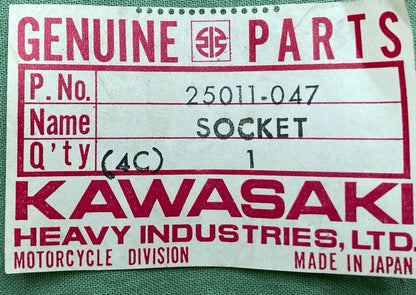 GENUINE PARTS
P.No. 25011-047
Name SOCKET
Q'ty (4C) 1
KAWASAKI
HEAVY INDUSTRIES, LTD.
MOTORCYCLE DIVISION MADE IN JAPAN